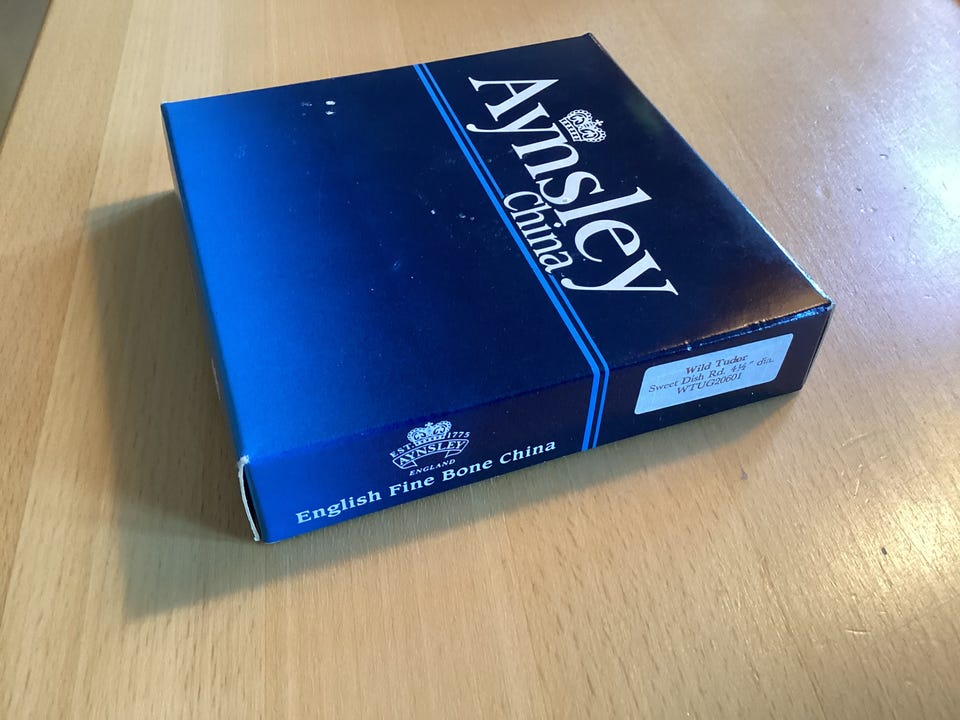 Aynsley
China
EST. 1775
AYNSLEY
ENGLAND
English Fine Bone China
Wild Tudor
Sweet Dish Rd. 4½" dia.
WTUG20601